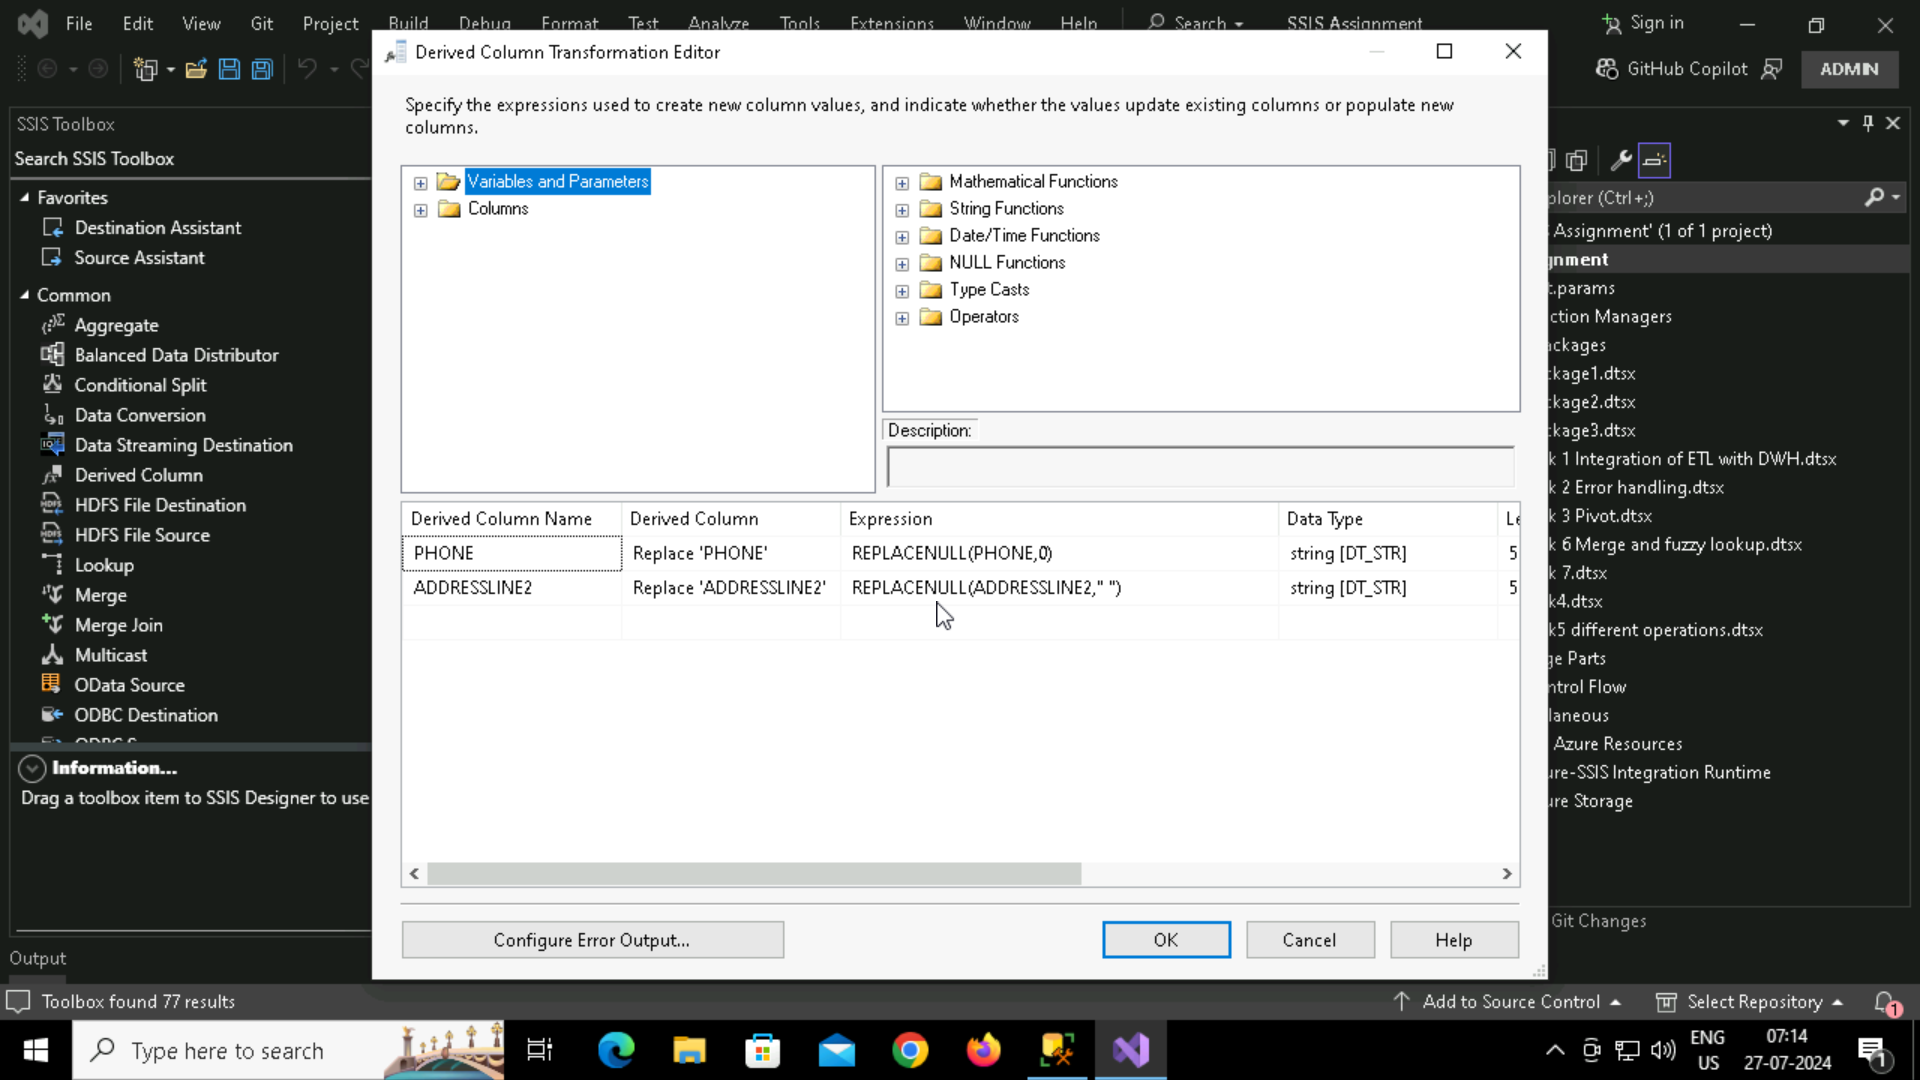 File Edit View Git Project Build Debug Format Test Analyze Tools Extensions Window Help Search SSIS Assignment Sign in
GitHub Copilot ADMIN
Derived Column Transformation Editor
Specify the expressions used to create new column values, and indicate whether the values update existing columns or populate new
columns.
SSIS Toolbox
Search SSIS Toolbox
Favorites
Destination Assistant
Source Assistant
Common
Aggregate
Balanced Data Distributor
Conditional Split
Data Conversion
Data Streaming Destination
Derived Column
HDFS File Destination
HDFS File Source
Lookup
Merge
Merge Join
Multicast
OData Source
ODBC Destination
Information...
Drag a toolbox item to SSIS Designer to use
Output
Variables and Parameters
Columns
Mathematical Functions
String Functions
Date/Time Functions
NULL Functions
Type Casts
Operators
Description:
Derived Column Name Derived Column Expression Data Type Le
PHONE Replace 'PHONE' REPLACENULL(PHONE,0) string [DT_STR] 5
ADDRESSLINE2 Replace 'ADDRESSLINE2' REPLACENULL(ADDRESSLINE2," ") string [DT_STR] 5
Configure Error Output... OK Cancel Help
plorer (Ctrl+;)
Assignment' (1 of 1 project)
gnment
t.params
ction Managers
ackages
ckage1.dtsx
ckage2.dtsx
ckage3.dtsx
k 1 Integration of ETL with DWH.dtsx
k 2 Error handling.dtsx
k 3 Pivot.dtsx
k 6 Merge and fuzzy lookup.dtsx
k 7.dtsx
k4.dtsx
k5 different operations.dtsx
ge Parts
ntrol Flow
laneous
Azure Resources
ure-SSIS Integration Runtime
ure Storage
Git Changes
Toolbox found 77 results Add to Source Control Select Repository 1
Type here to search
ENG
US
07:14
27-07-2024
1